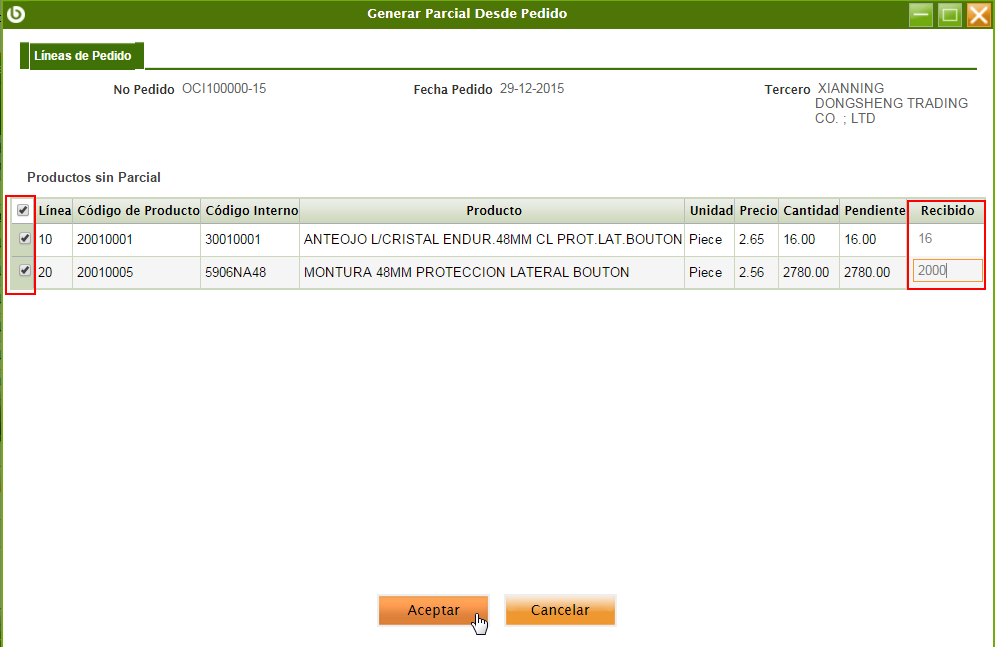 Generar Parcial Desde Pedido
Líneas de Pedido
No Pedido OCI100000-15 Fecha Pedido 29-12-2015 Tercero XIANNING
DONGSHENG TRADING
CO. ; LTD
Productos sin Parcial
Línea Código de Producto Código Interno Producto Unidad Precio Cantidad Pendiente Recibido
10 20010001 30010001 ANTEOJO L/CRISTAL ENDUR.48MM CL PROT.LAT.BOUTON Piece 2.65 16.00 16.00 16
20 20010005 5906NA48 MONTURA 48MM PROTECCION LATERAL BOUTON Piece 2.56 2780.00 2780.00 2000
Aceptar Cancelar